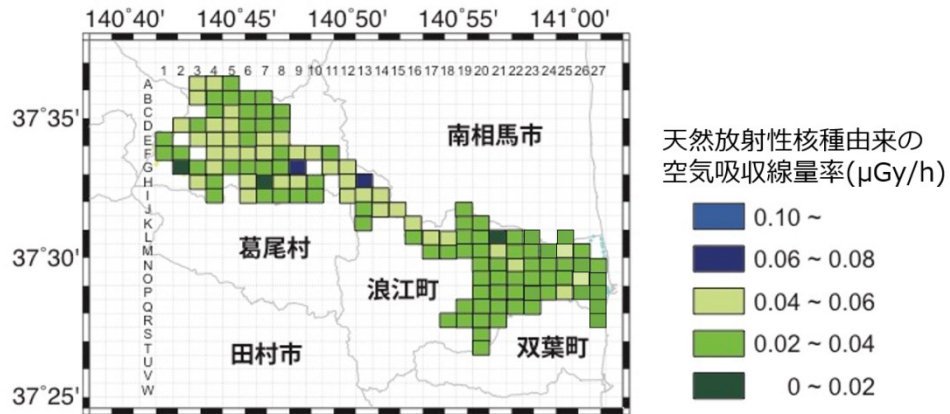 140˚40' 140˚45' 140˚50' 140˚55' 141˚00'
1 2 3 4 5 6 7 8 9 10 11 12 13 14 15 16 17 18 19 20 21 22 23 24 25 26 27
A
B
C
37˚35'
D
E
F
G
H
I
J
K
L
37˚30'
M
N
O
P
Q
R
S
T
U
V
37˚25'
W
南相馬市
葛尾村
浪江町
田村市
双葉町
天然放射性核種由来の
空気吸収線量率(μGy/h)
0.10 ~
0.06 ~ 0.08
0.04 ~ 0.06
0.02 ~ 0.04
0 ~ 0.02